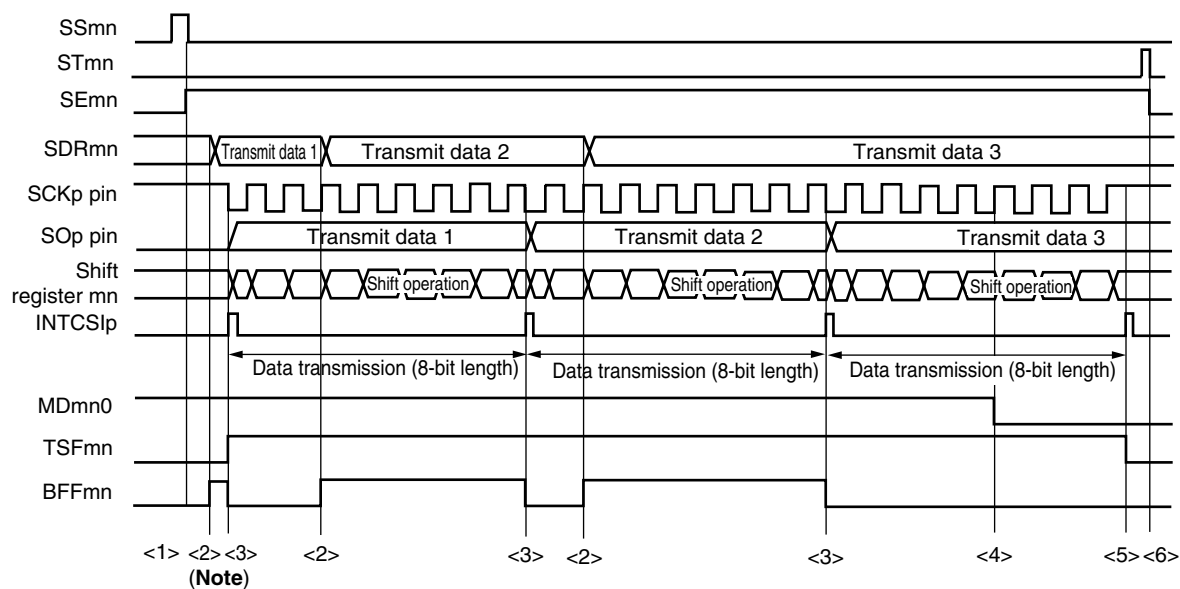 SSmn
STmn
SEmn
SDRmn Transmit data 1 Transmit data 2 Transmit data 3
SCKp pin
SOp pin Transmit data 1 Transmit data 2 Transmit data 3
Shift
register mn Shift operation Shift operation Shift operation
INTCSIp
Data transmission (8-bit length) Data transmission (8-bit length) Data transmission (8-bit length)
MDmn0
TSFmn
BFFmn
<1> <2> <3> <2> <3> <2> <3> <4> <5> <6>
(Note)